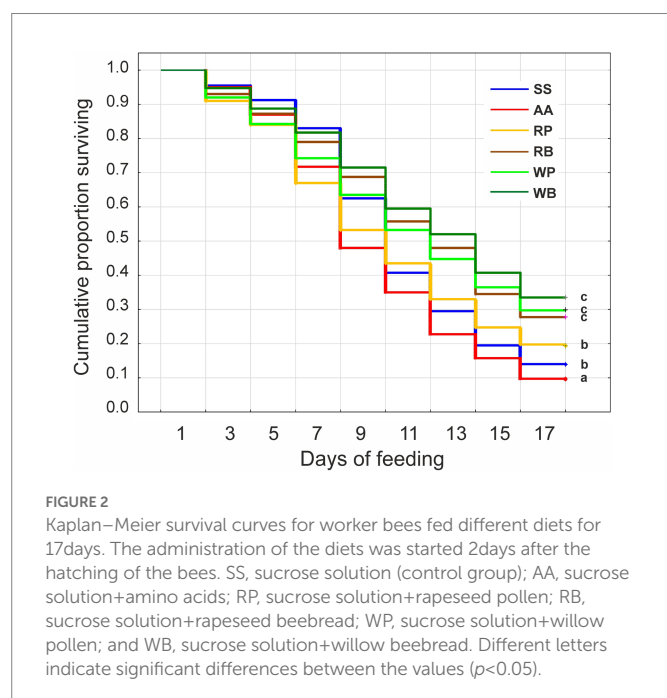 1.0
0.9
0.8
0.7
0.6
0.5
0.4
0.3
0.2
0.1
0.0
Cumulative proportion surviving
SS
AA
RP
RB
WP
WB
c
c
c
b
b
a
1 3 5 7 9 11 13 15 17
Days of feeding
FIGURE 2
Kaplan–Meier survival curves for worker bees fed different diets for
17days. The administration of the diets was started 2days after the
hatching of the bees. SS, sucrose solution (control group); AA, sucrose
solution+amino acids; RP, sucrose solution+rapeseed pollen; RB,
sucrose solution+rapeseed beebread; WP, sucrose solution+willow
pollen; and WB, sucrose solution+willow beebread. Different letters
indicate significant differences between the values (p<0.05).